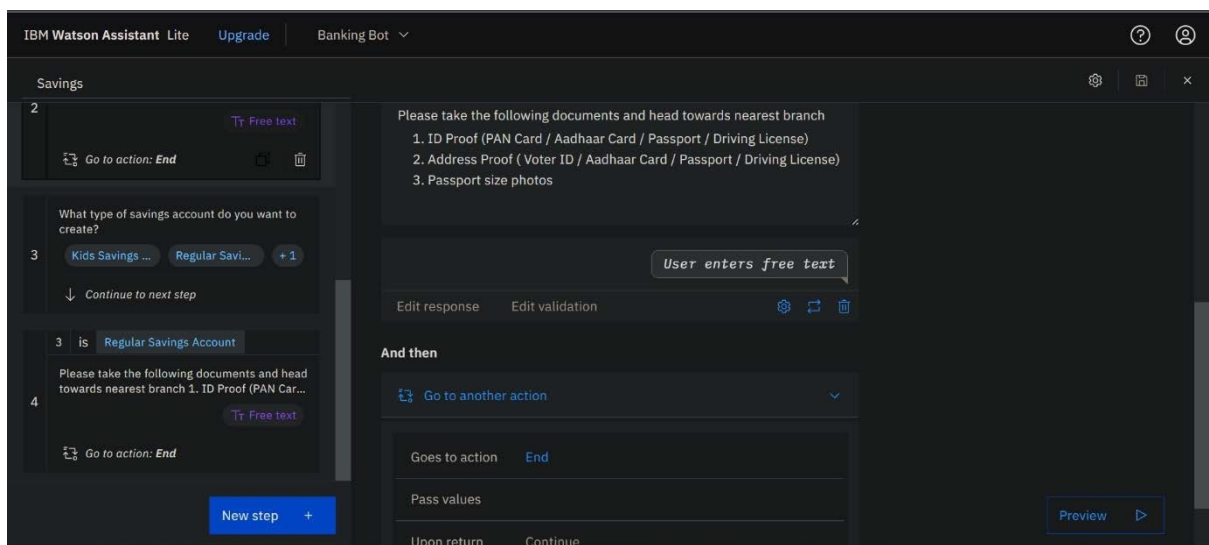 IBM Watson Assistant Lite Upgrade Banking Bot
Savings
2
Free text
Go to action: End
What type of savings account do you want to
create?
3
Kids Savings ... Regular Savi... + 1
Continue to next step
3 is Regular Savings Account
Please take the following documents and head
towards nearest branch 1. ID Proof (PAN Car...
4
Free text
Go to action: End
New step +
Please take the following documents and head towards nearest branch
1. ID Proof (PAN Card / Aadhaar Card / Passport / Driving License)
2. Address Proof ( Voter ID / Aadhaar Card / Passport / Driving License)
3. Passport size photos
User enters free text
Edit response Edit validation
And then
Go to another action
Goes to action End
Pass values
Upon return Continue
Preview